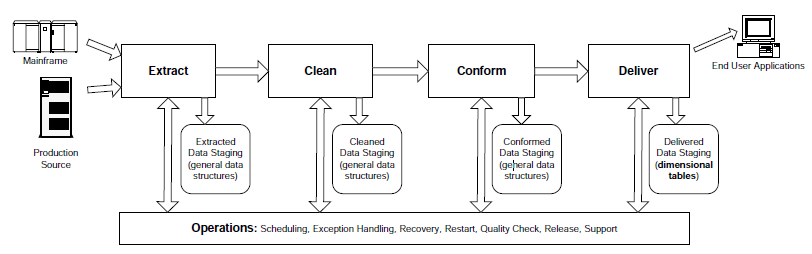 Mainframe
Production
Source
Extract
Clean
Conform
Deliver
End User Applications
Extracted
Data Staging
(general data
structures)
Cleaned
Data Staging
(general data
structures)
Conformed
Data Staging
(general data
structures)
Delivered
Data Staging
(dimensional
tables)
Operations: Scheduling, Exception Handling, Recovery, Restart, Quality Check, Release, Support